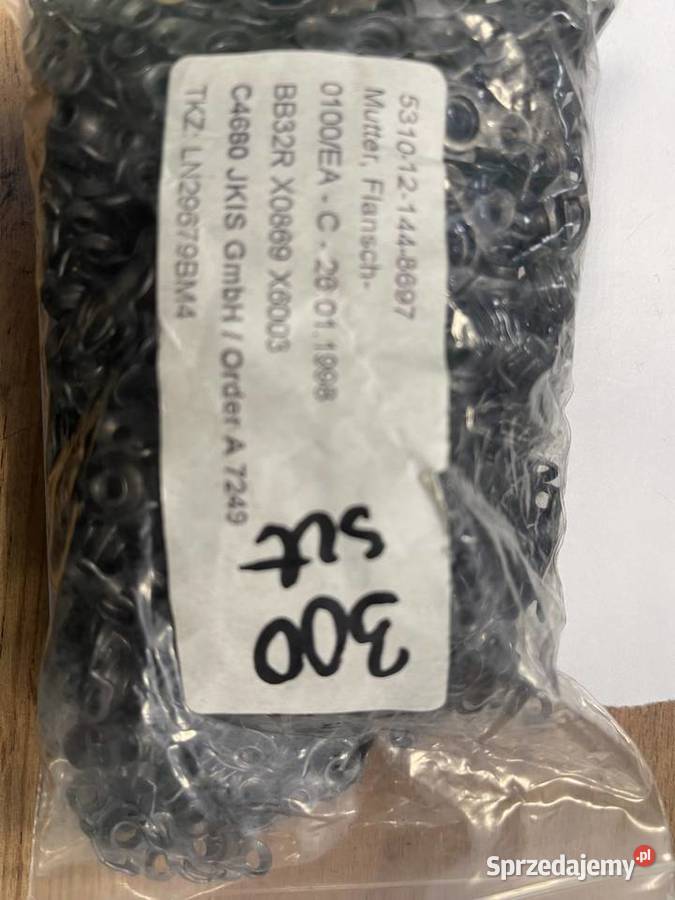 5310-12-144-8697
Mutter, Flansch-
0100/EA - C - 26.01.1998
BB32R X0869 X6003
C4680 JKIS GmbH / Order A 7249
TKZ: LN29679BM4
300
szt
Sprzedajemy.pl